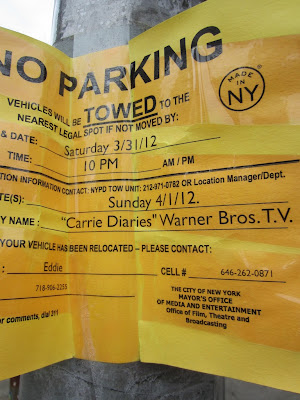 NO PARKING
VEHICLES WILL BE TOWED TO THE
NEAREST LEGAL SPOT IF NOT MOVED BY:
MADE IN
NY
& DATE: Saturday 3/31/12
TIME: 10 PM AM / PM
TION INFORMATION CONTACT: NYPD TOW UNIT: 212-971-0782 OR Location Manager/Dept.
TE(S): Sunday 4/1/12.
Y NAME : "Carrie Diaries" Warner Bros. T.V.
YOUR VEHICLE HAS BEEN RELOCATED – PLEASE CONTACT:
: Eddie CELL # 646-262-0871
718-906-2255
THE CITY OF NEW YORK
MAYOR'S OFFICE
OF MEDIA AND ENTERTAINMENT
Office of Film, Theatre and
Broadcasting
or comments, dial 311